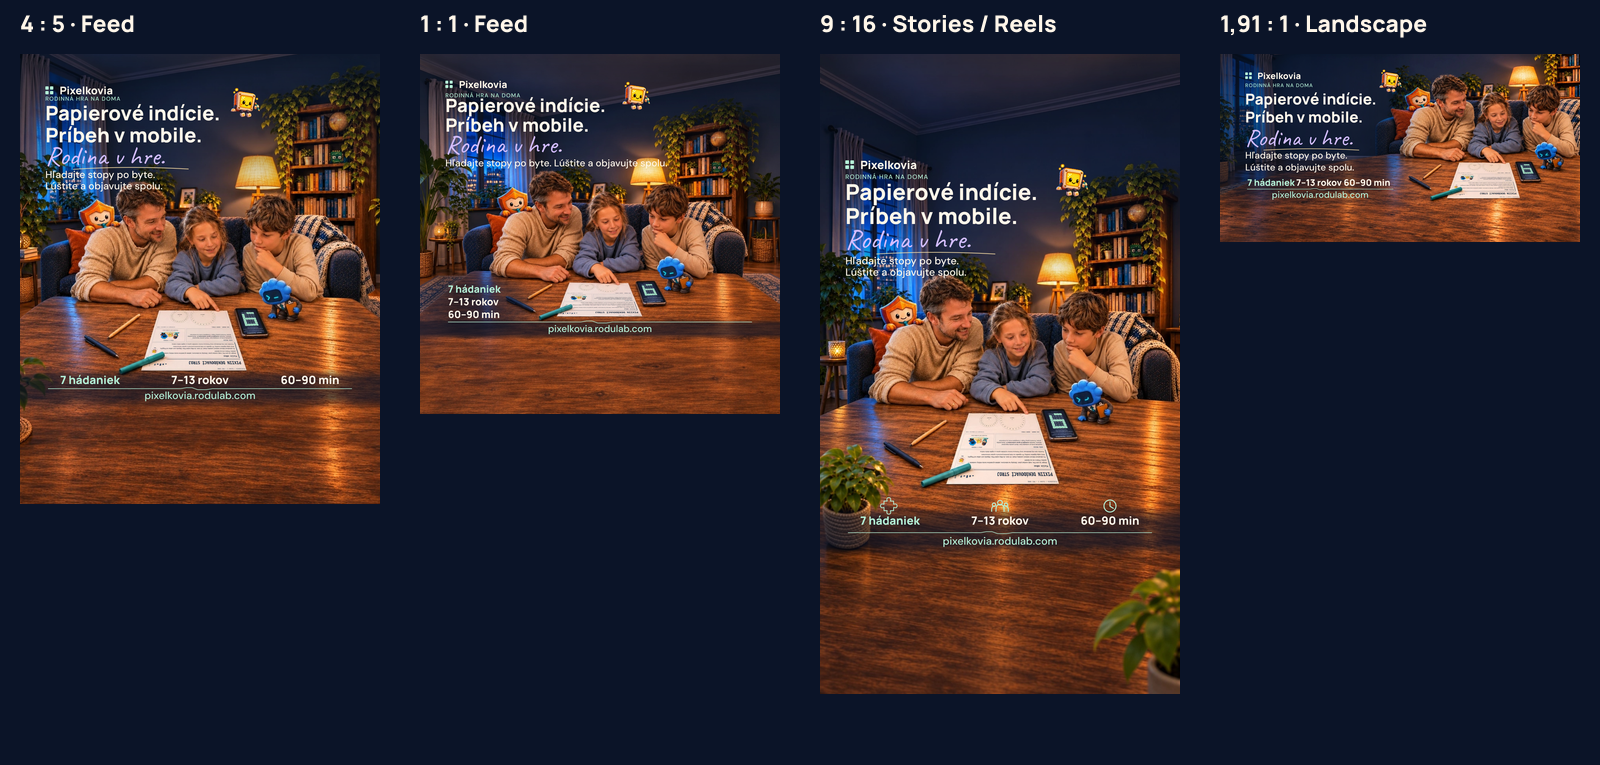 4 : 5 · Feed
Pixelkovia
RODINNÁ HRA NA DOMA
Papierové indície.
Príbeh v mobile.
Rodina v hre.
Hľadajte stopy po byte.
Lúštite a objavujte spolu.
7 hádaniek
7–13 rokov
60–90 min
pixelkovia.rodulab.com
1 : 1 · Feed
Pixelkovia
RODINNÁ HRA NA DOMA
Papierové indície.
Príbeh v mobile.
Rodina v hre.
Hľadajte stopy po byte. Lúštite a objavujte spolu.
7 hádaniek
7–13 rokov
60–90 min
pixelkovia.rodulab.com
9 : 16 · Stories / Reels
Pixelkovia
RODINNÁ HRA NA DOMA
Papierové indície.
Príbeh v mobile.
Rodina v hre.
Hľadajte stopy po byte.
Lúštite a objavujte spolu.
7 hádaniek
7–13 rokov
60–90 min
pixelkovia.rodulab.com
1,91 : 1 · Landscape
Pixelkovia
RODINNÁ HRA NA DOMA
Papierové indície.
Príbeh v mobile.
Rodina v hre.
Hľadajte stopy po byte.
Lúštite a objavujte spolu.
7 hádaniek 7–13 rokov 60–90 min
pixelkovia.rodulab.com